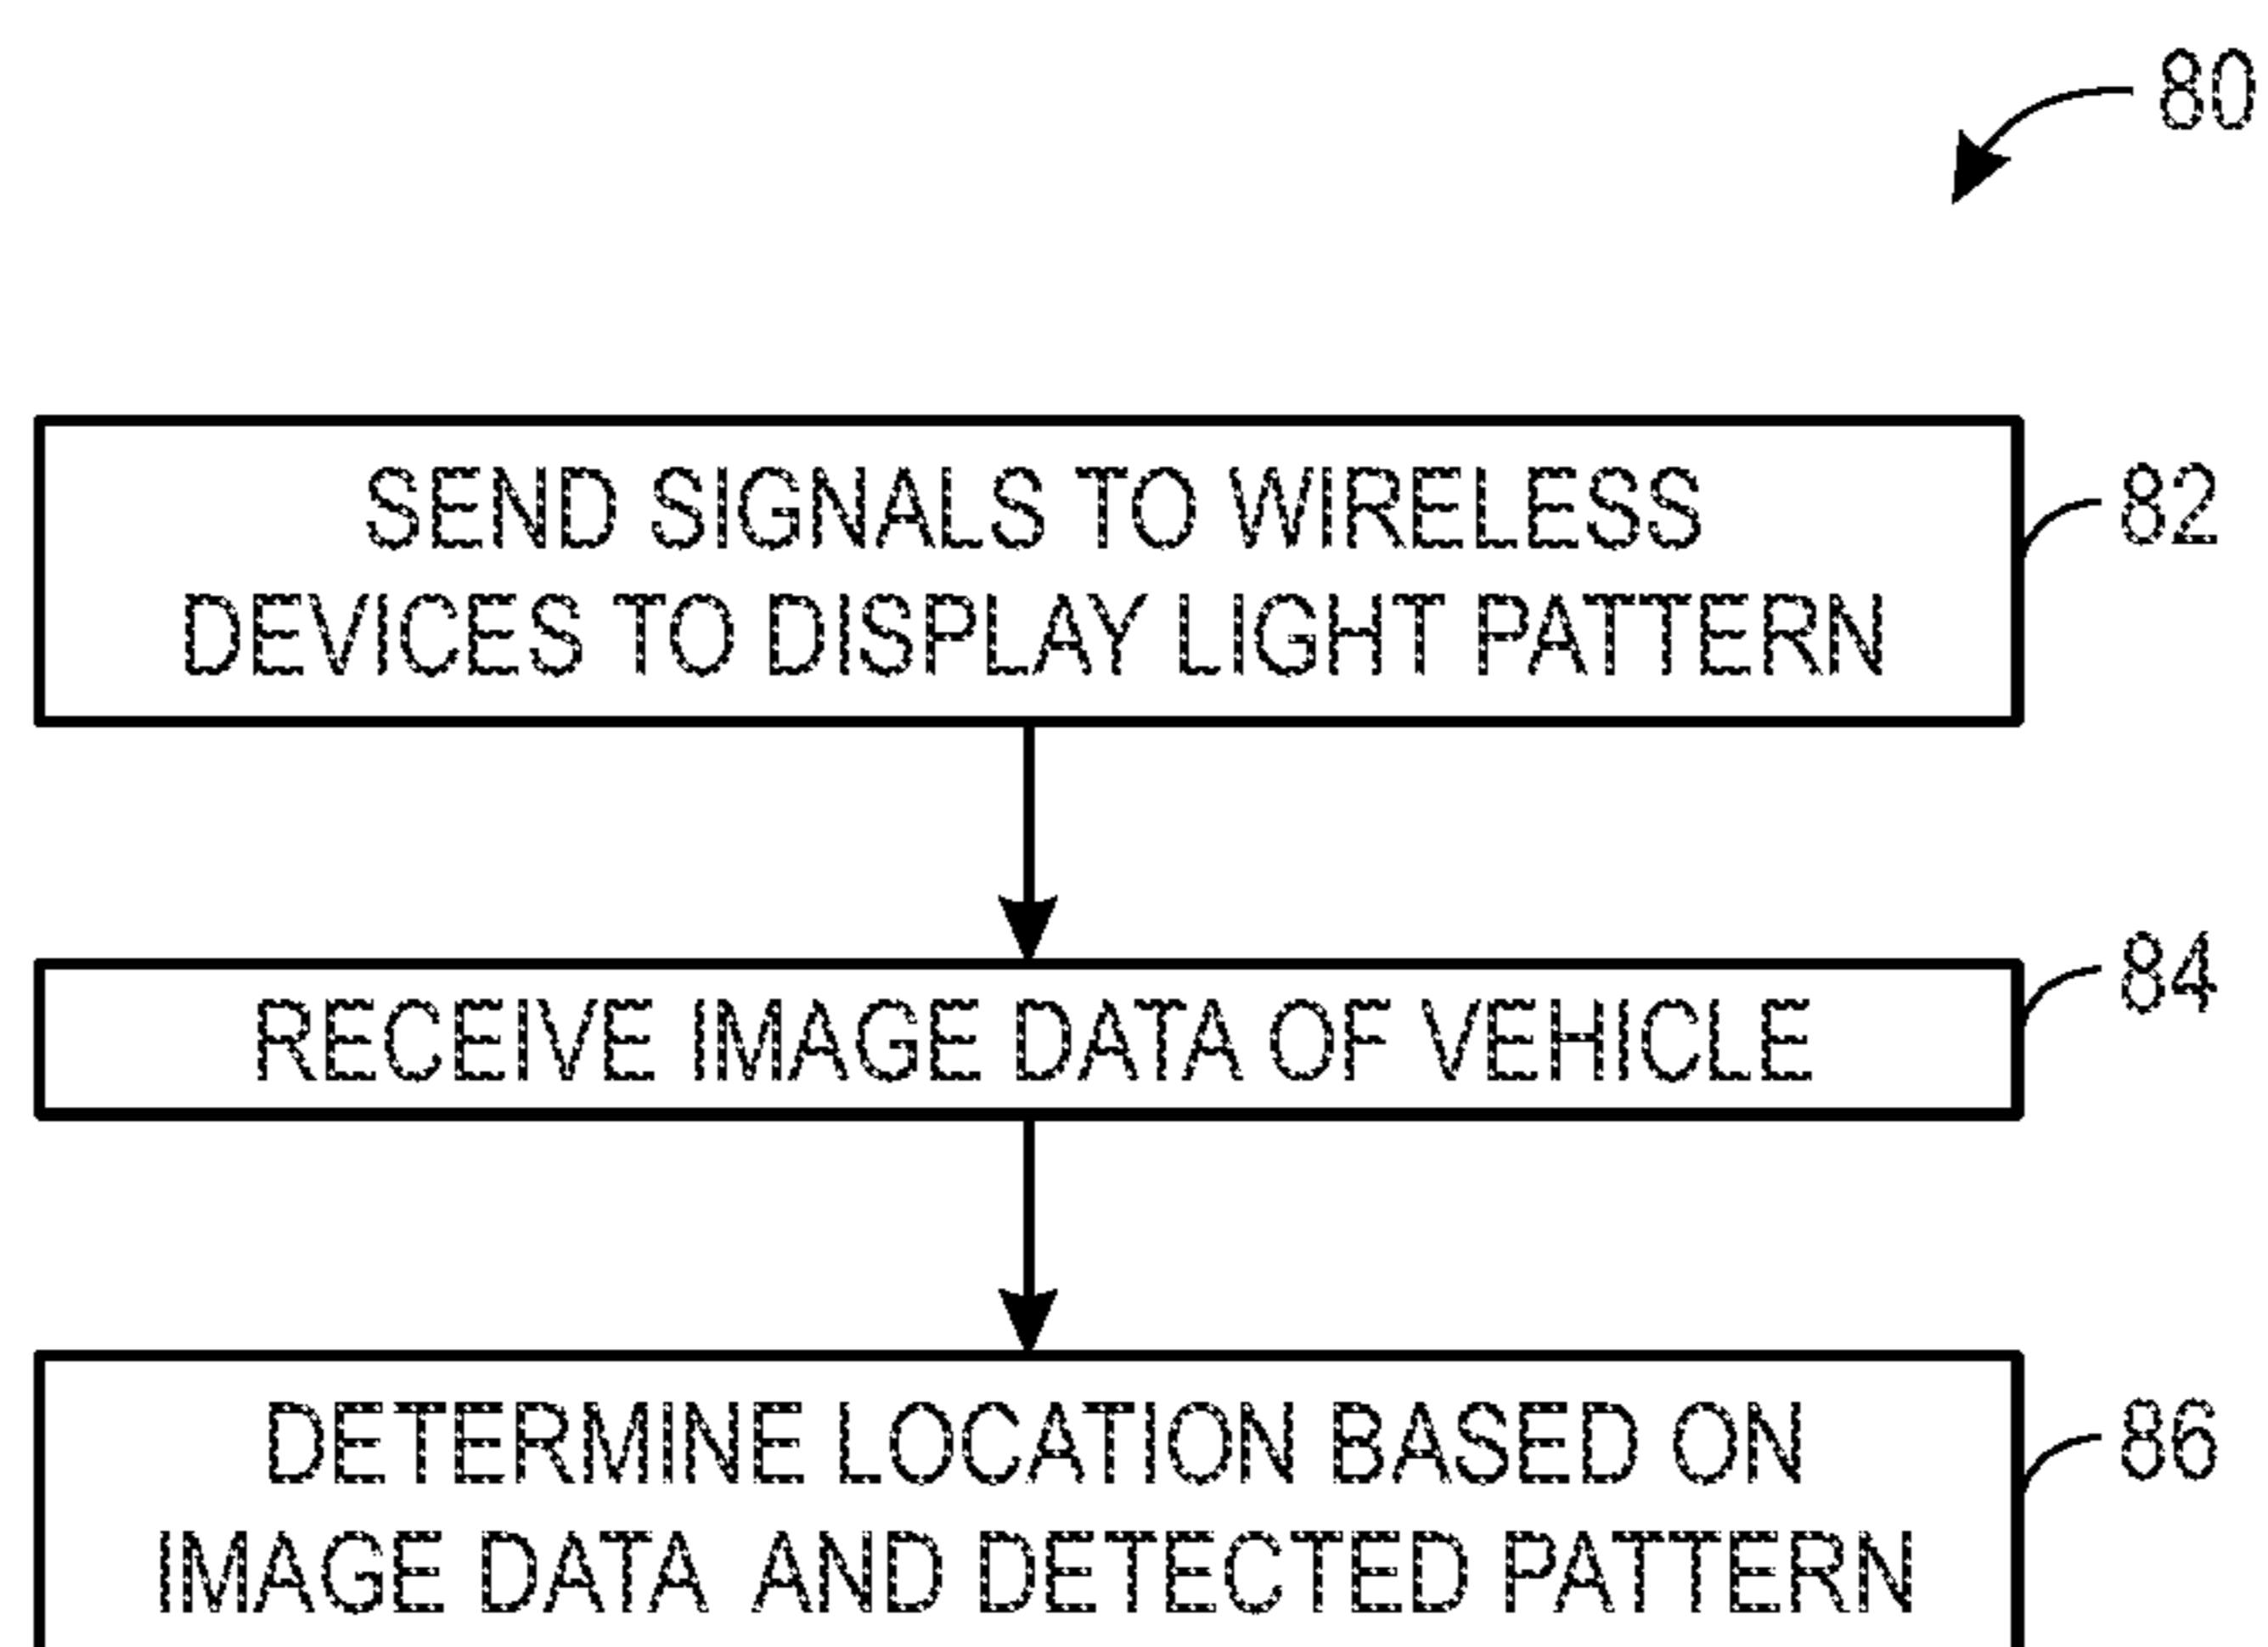 80
SEND SIGNALS TO WIRELESS
DEVICES TO DISPLAY LIGHT PATTERN
82
RECEIVE IMAGE DATA OF VEHICLE
84
DETERMINE LOCATION BASED ON
IMAGE DATA AND DETECTED PATTERN
86